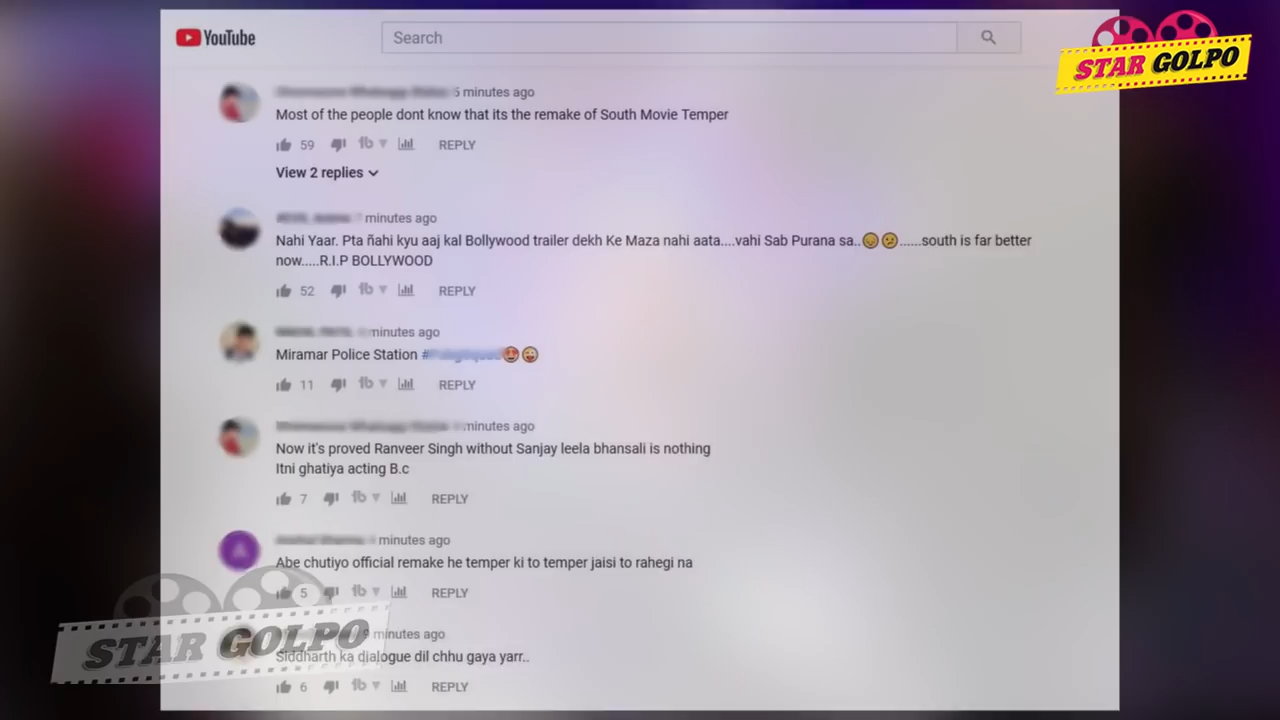 YouTube
Search
STAR GOLPO
5 minutes ago
Most of the people dont know that its the remake of South Movie Temper
59 REPLY
View 2 replies
minutes ago
Nahi Yaar. Pta ñahi kyu aaj kal Bollywood trailer dekh Ke Maza nahi aata....vahi Sab Purana sa..😞😕......south is far better
now.....R.I.P BOLLYWOOD
52 REPLY
minutes ago
Miramar Police Station 🤩😜
11 REPLY
minutes ago
Now it's proved Ranveer Singh without Sanjay leela bhansali is nothing
Itni ghatiya acting B.c
7 REPLY
A
minutes ago
Abe chutiyo official remake he temper ki to temper jaisi to rahegi na
5 REPLY
9 minutes ago
STAR GOLPO
Siddharth ka dialogue dil chhu gaya yarr..
6 REPLY